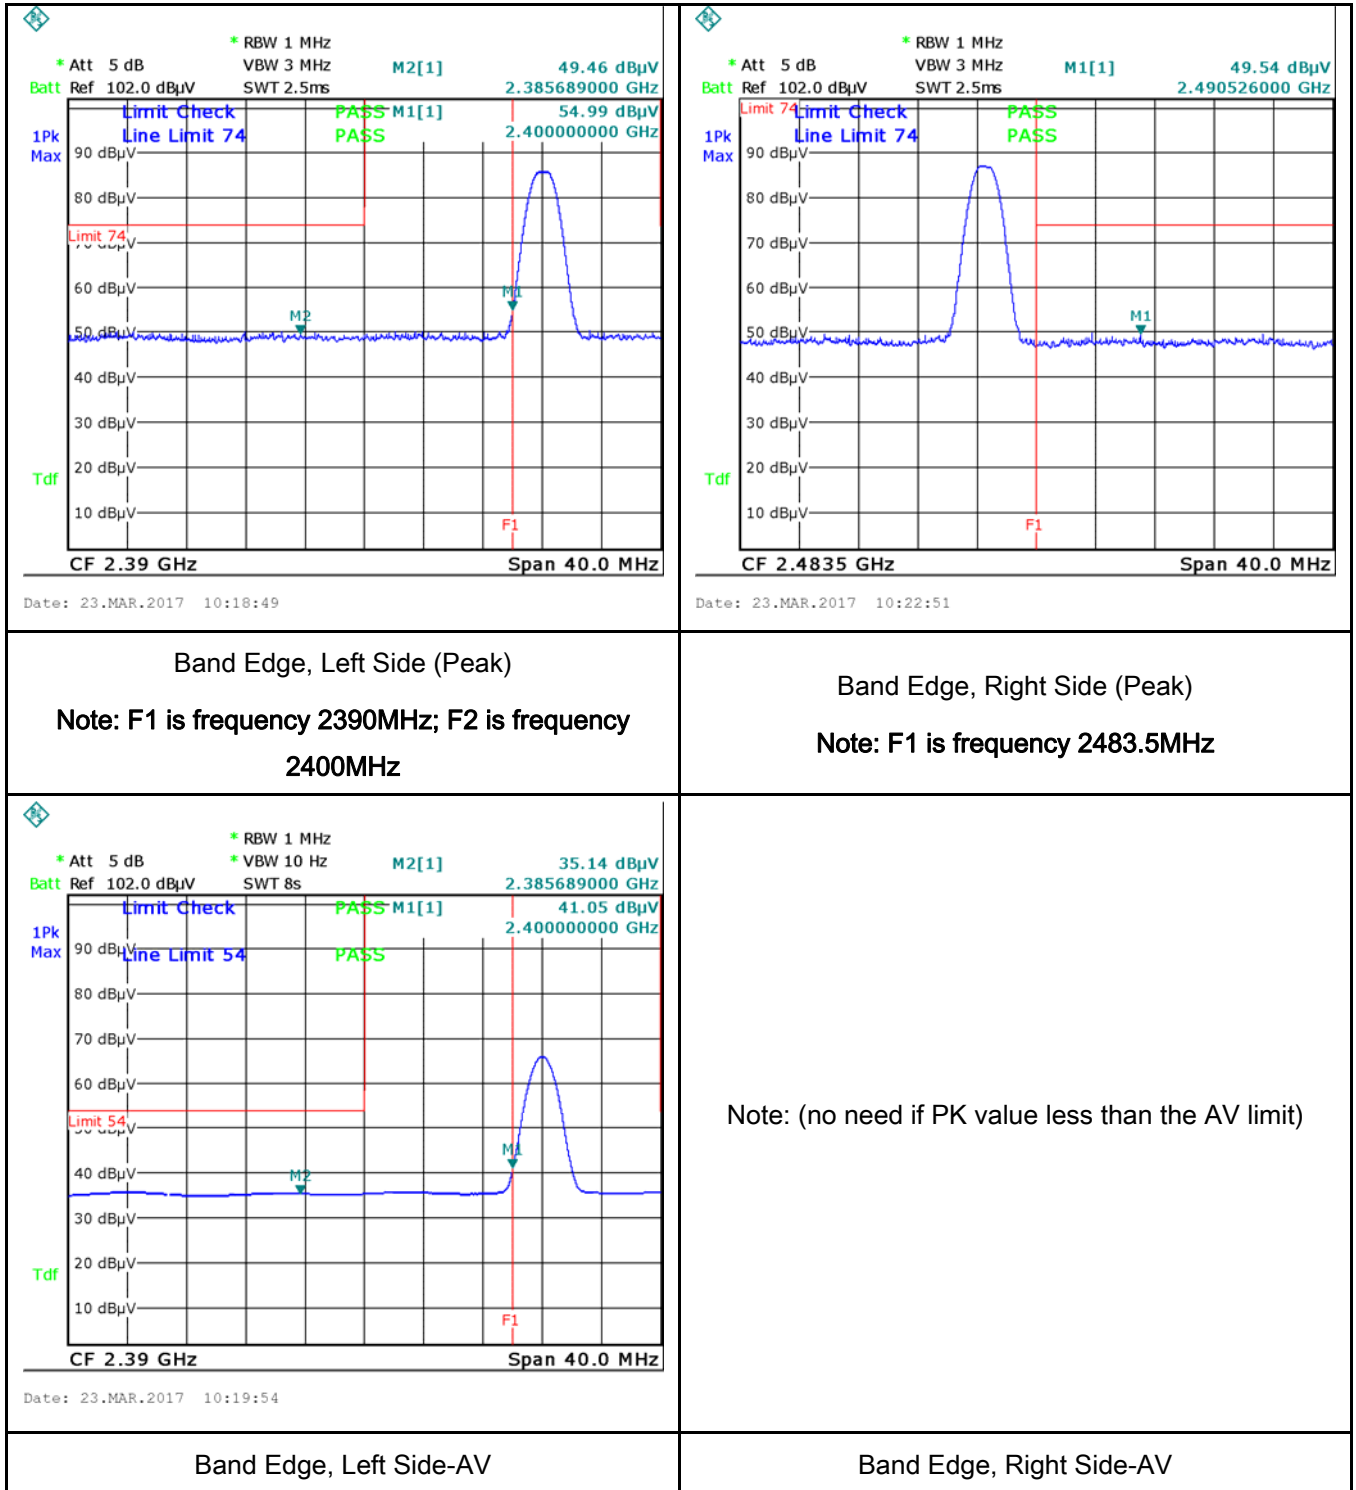 * RBW 1 MHz
* Att 5 dB VBW 3 MHz M2[1] 49.46 dBµV
Batt Ref 102.0 dBµV SWT 2.5ms 2.385689000 GHz
Limit Check PASS M1[1] 54.99 dBµV
1Pk Line Limit 74 PASS 2.400000000 GHz
Max 90 dBµV
80 dBµV
Limit 74
70 dBµV
60 dBµV
M1
M2
50 dBµV
40 dBµV
30 dBµV
20 dBµV
Tdf
10 dBµV
F1
CF 2.39 GHz Span 40.0 MHz
Date: 23.MAR.2017 10:18:49
* RBW 1 MHz
* Att 5 dB VBW 3 MHz M1[1] 49.54 dBµV
Batt Ref 102.0 dBµV SWT 2.5ms 2.490526000 GHz
Limit 74 Limit Check PASS
1Pk Line Limit 74 PASS
Max 90 dBµV
80 dBµV
70 dBµV
60 dBµV
M1
50 dBµV
40 dBµV
30 dBµV
20 dBµV
Tdf
10 dBµV
F1
CF 2.4835 GHz Span 40.0 MHz
Date: 23.MAR.2017 10:22:51
Band Edge, Left Side (Peak)
Note: F1 is frequency 2390MHz; F2 is frequency
2400MHz
Band Edge, Right Side (Peak)
Note: F1 is frequency 2483.5MHz
* RBW 1 MHz
* Att 5 dB * VBW 10 Hz M2[1] 35.14 dBµV
Batt Ref 102.0 dBµV SWT 8s 2.385689000 GHz
Limit Check PASS M1[1] 41.05 dBµV
1Pk 2.400000000 GHz
Max 90 dBµV Line Limit 54 PASS
80 dBµV
70 dBµV
60 dBµV
Limit 54
50 dBµV
M1
40 dBµV
M2
30 dBµV
20 dBµV
Tdf
10 dBµV
F1
CF 2.39 GHz Span 40.0 MHz
Date: 23.MAR.2017 10:19:54
Note: (no need if PK value less than the AV limit)
Band Edge, Left Side-AV
Band Edge, Right Side-AV